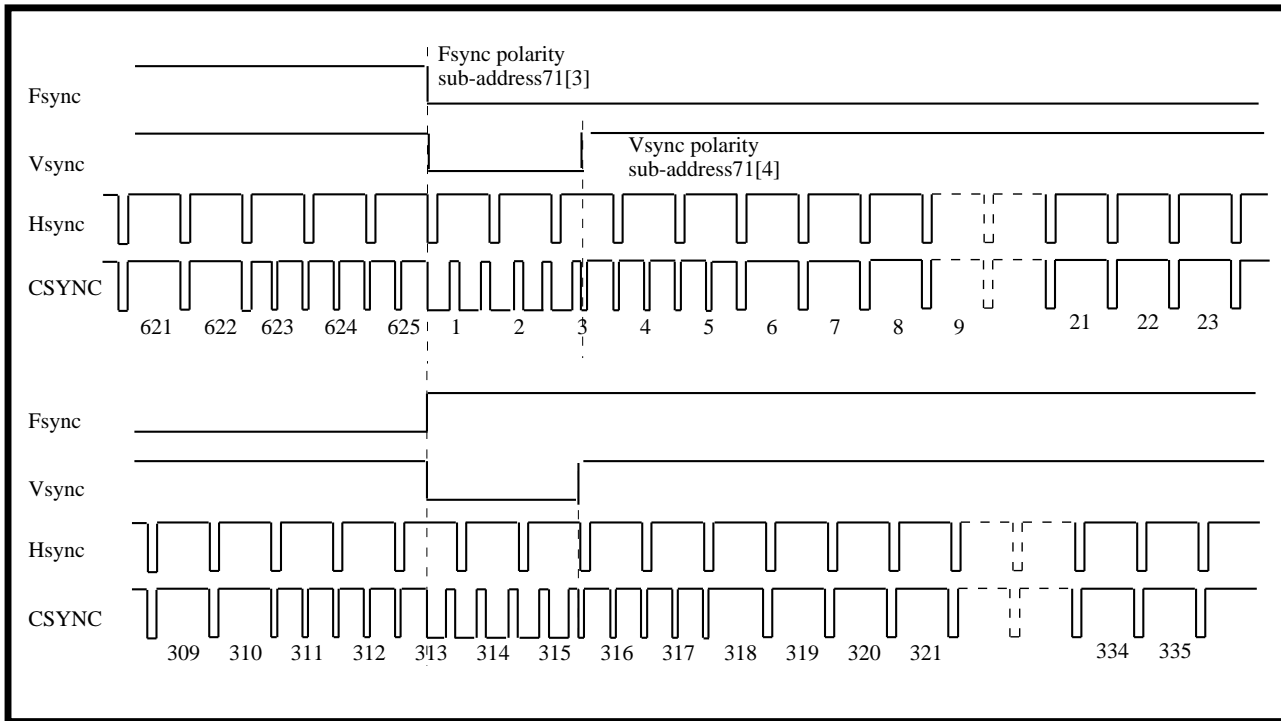 Fsync polarity
sub-address71[3]
Fsync
Vsync
Vsync polarity
sub-address71[4]
Hsync
CSYNC
621 622 623 624 625 1 2 3 4 5 6 7 8 9 21 22 23
Fsync
Vsync
Hsync
CSYNC
309 310 311 312 313 314 315 316 317 318 319 320 321 334 335